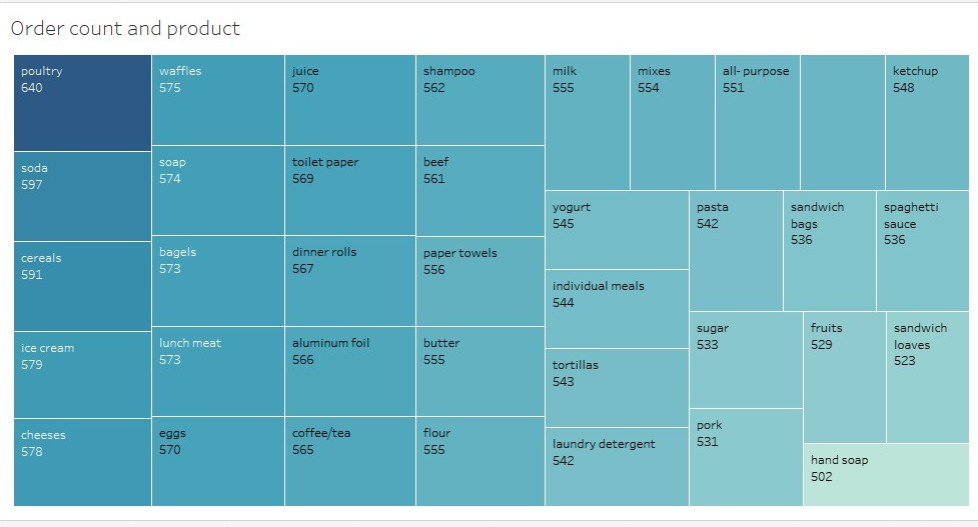 Order count and product
poultry
640
soda
597
cereals
591
ice cream
579
cheeses
578
waffles
575
soap
574
bagels
573
lunch meat
573
eggs
570
juice
570
toilet paper
569
dinner rolls
567
aluminum foil
566
coffee/tea
565
shampoo
562
beef
561
paper towels
556
butter
555
flour
555
milk
555
mixes
554
all- purpose
551
ketchup
548
yogurt
545
individual meals
544
tortillas
543
laundry detergent
542
pasta
542
sandwich
bags
536
spaghetti
sauce
536
sugar
533
pork
531
fruits
529
sandwich
loaves
523
hand soap
502